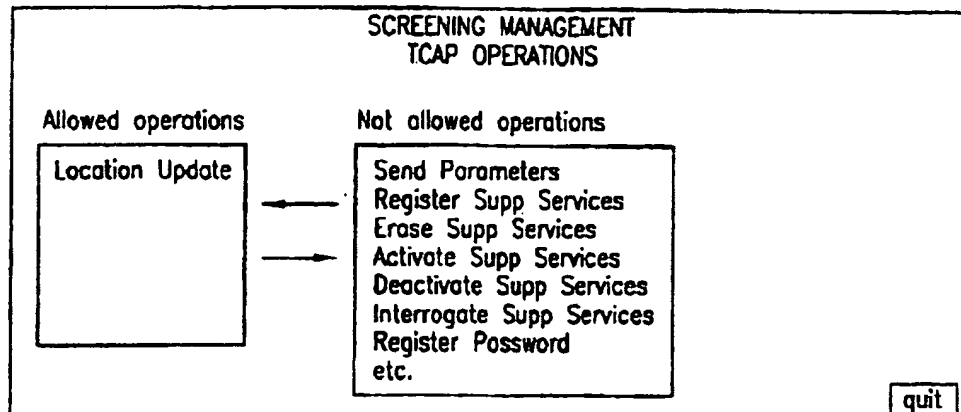 SCREENING MANAGEMENT
TCAP OPERATIONS
Allowed operations
Location Update
Not allowed operations
Send Parameters
Register Supp Services
Erase Supp Services
Activate Supp Services
Deactivate Supp Services
Interrogate Supp Services
Register Password
etc.
quit